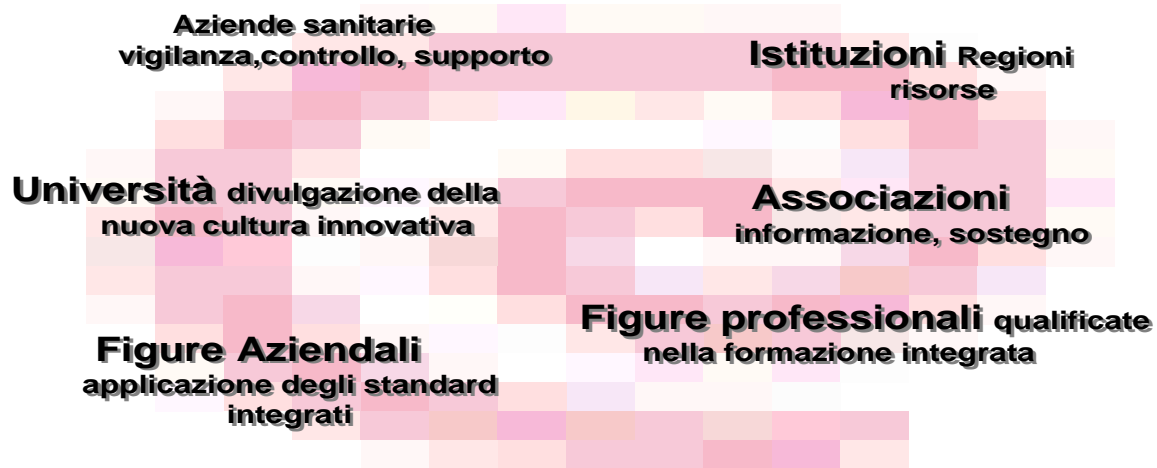 Aziende sanitarie
vigilanza,controllo, supporto
Istituzioni Regioni
risorse
Università divulgazione della
nuova cultura innovativa
Associazioni
informazione, sostegno
Figure Aziendali
applicazione degli standard
integrati
Figure professionali qualificate
nella formazione integrata